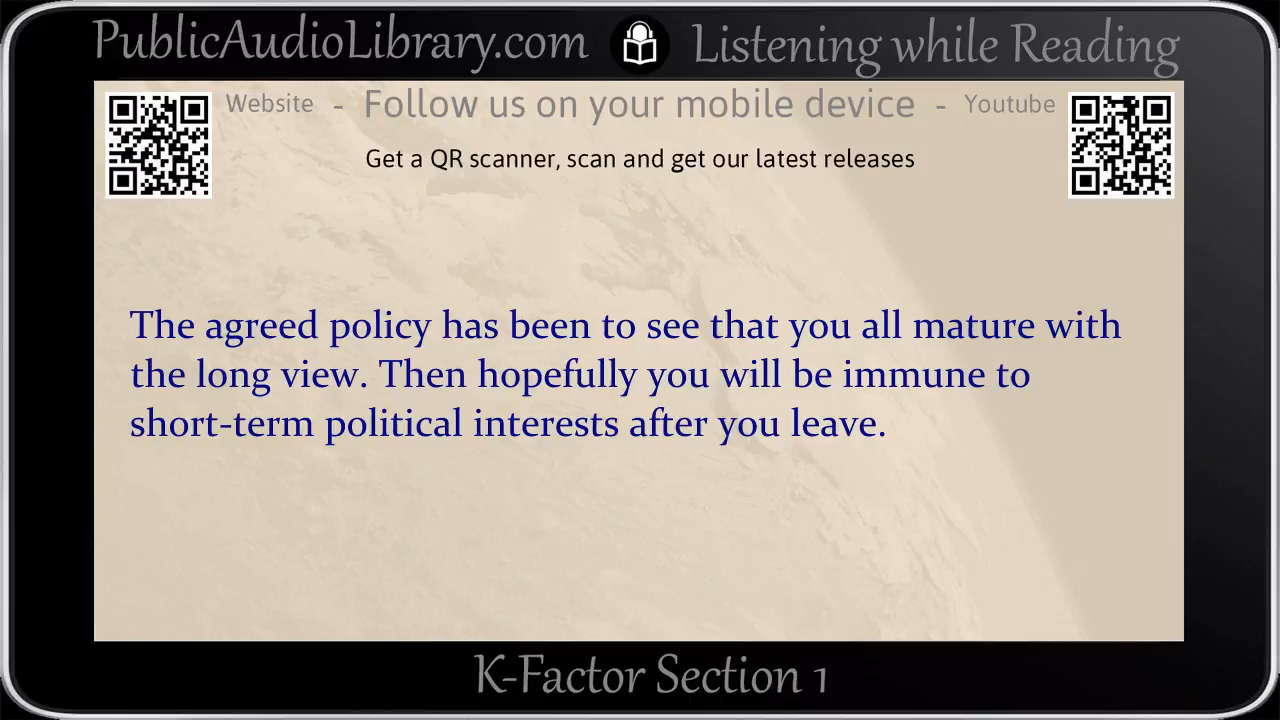 PublicAudioLibrary.com Listening while Reading
Website - Follow us on your mobile device - Youtube
Get a QR scanner, scan and get our latest releases
The agreed policy has been to see that you all mature with
the long view. Then hopefully you will be immune to
short-term political interests after you leave.
K-Factor Section 1